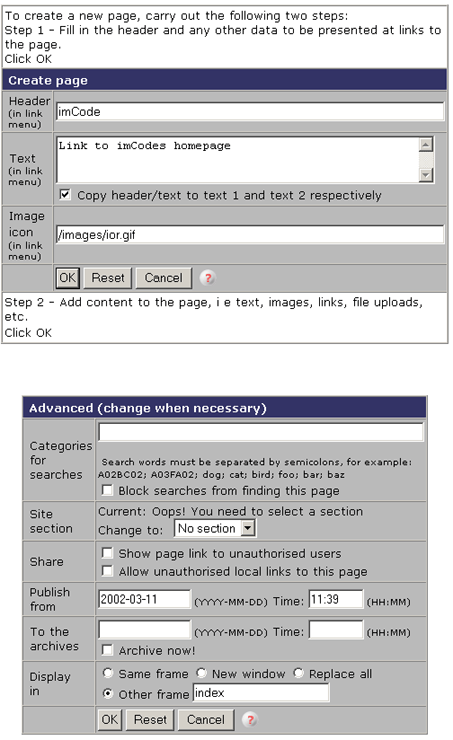 To create a new page, carry out the following two steps:
Step 1 – Fill in the header and any other data to be presented at links to
the page.
Click OK
Create page
Header
(in link
menu)
imCode
Text
(in link
menu)
Link to imCodes homepage
Copy header/text to text 1 and text 2 respectively
Image
icon
(in link
menu)
/images/ior.gif
OK Reset Cancel ?
Step 2 – Add content to the page, i e text, images, links, file uploads,
etc.
Click OK
Advanced (change when necessary)
Categories
for
searches
Search words must be separated by semicolons, for example:
A02BC02; A03FA02; dog; cat; bird; foo; bar; baz
Block searches from finding this page
Site
section
Current: Oops! You need to select a section
Change to: No section
Share
Show page link to unauthorised users
Allow unauthorised local links to this page
Publish
from
2002-03-11 (YYYY-MM-DD) Time: 11:39 (HH:MM)
To the
archives
(YYYY-MM-DD) Time: (HH:MM)
Archive now!
Display
in
Same frame New window Replace all
Other frame index
OK Reset Cancel ?